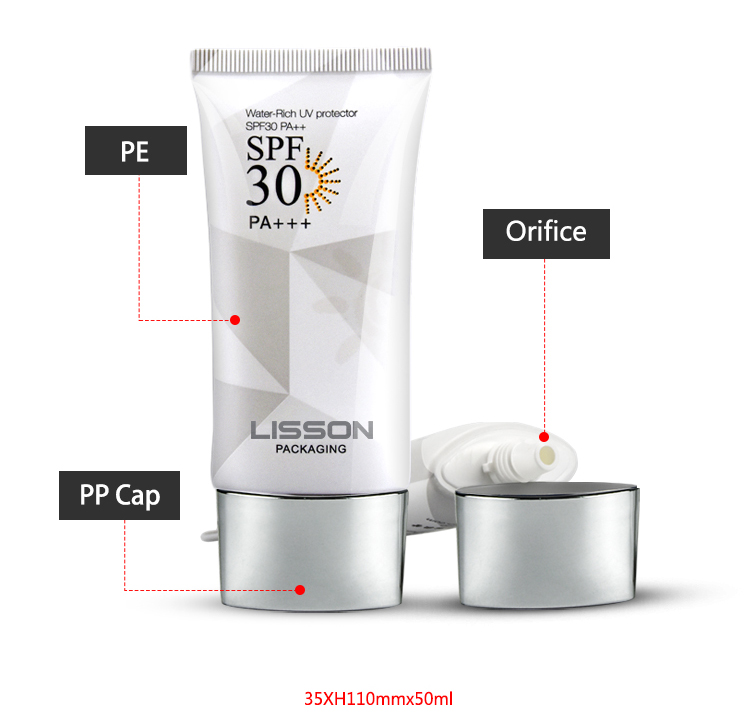 Water-Rich UV protector
SPF30 PA++
SPF
30
PA+++
PE
Orifice
LISSON
PACKAGING
PP Cap
35XH110mmx50ml